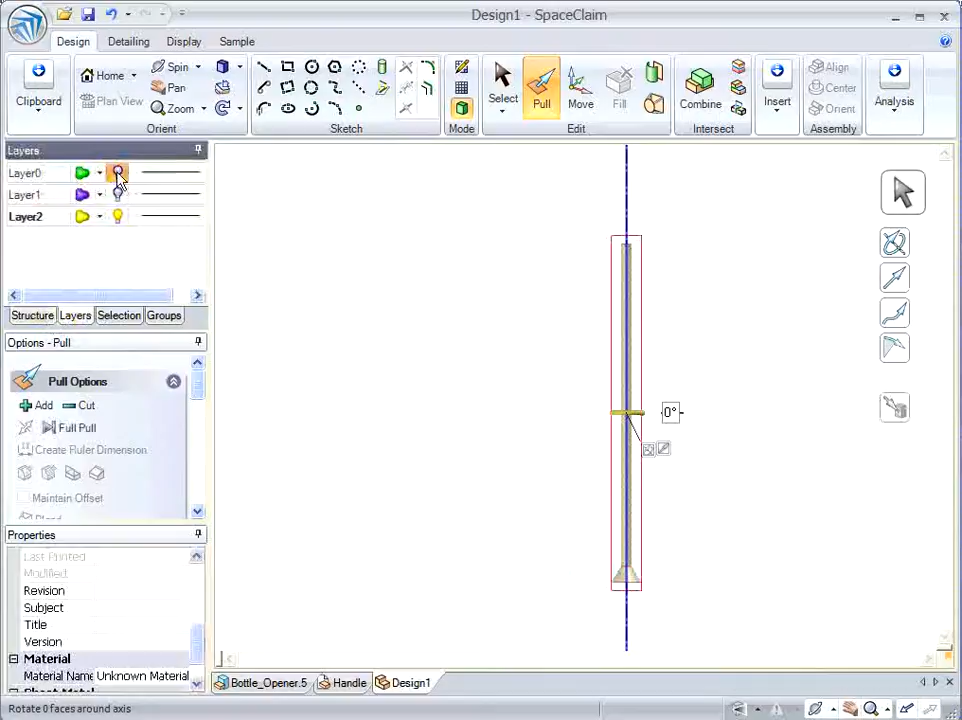 Design1 - SpaceClaim
Design Detailing Display Sample
Clipboard
Home
Plan View
Spin
Pan
Zoom
Orient
Sketch
Mode
Select
Pull
Move
Fill
Edit
Combine
Intersect
Insert
Align
Center
Orient
Assembly
Analysis
Layers
Layer0
Layer1
Layer2
Structure Layers Selection Groups
Options - Pull
Pull Options
Add Cut
Full Pull
Create Ruler Dimension
Maintain Offset
Properties
Last Printed
Modified
Revision
Subject
Title
Version
Material
Material Name Unknown Material
0°
Bottle_Opener.5 Handle Design1
Rotate 0 faces around axis